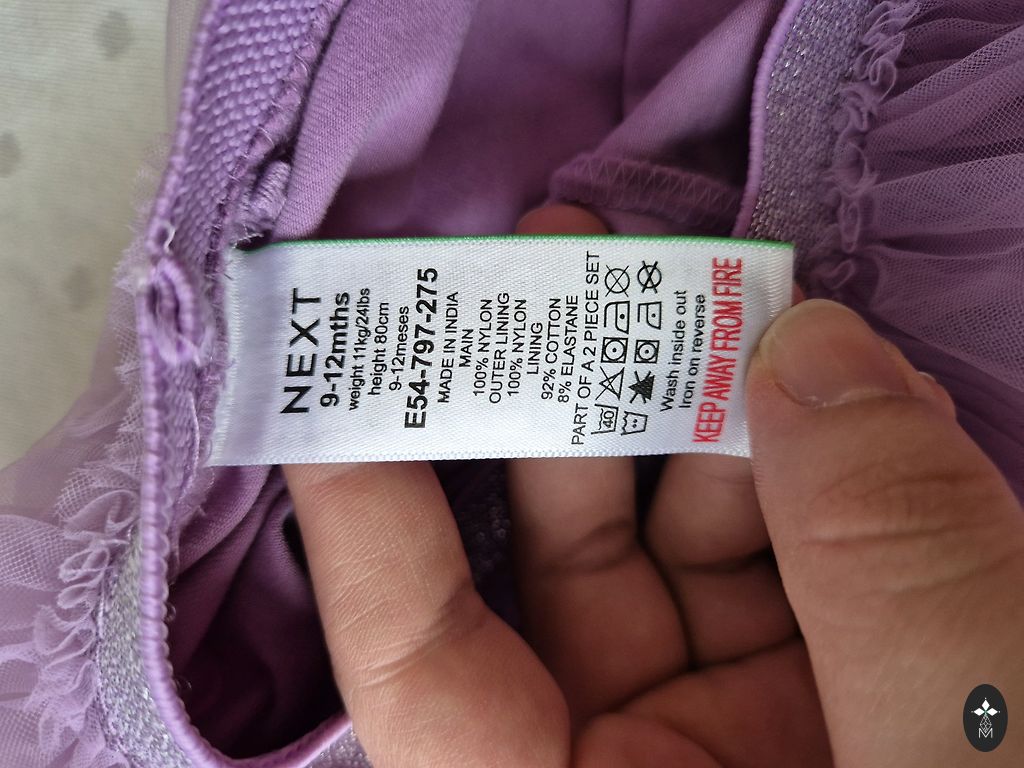 NEXT
9-12mths
weight 11kg/24lbs
height 80cm
9-12meses
E54-797-275
MADE IN INDIA
MAIN
100% NYLON
OUTER LINING
100% NYLON
LINING
92% COTTON
8% ELASTANE
PART OF A 2 PIECE SET
40
Wash inside out
Iron on reverse
KEEP AWAY FROM FIRE
M